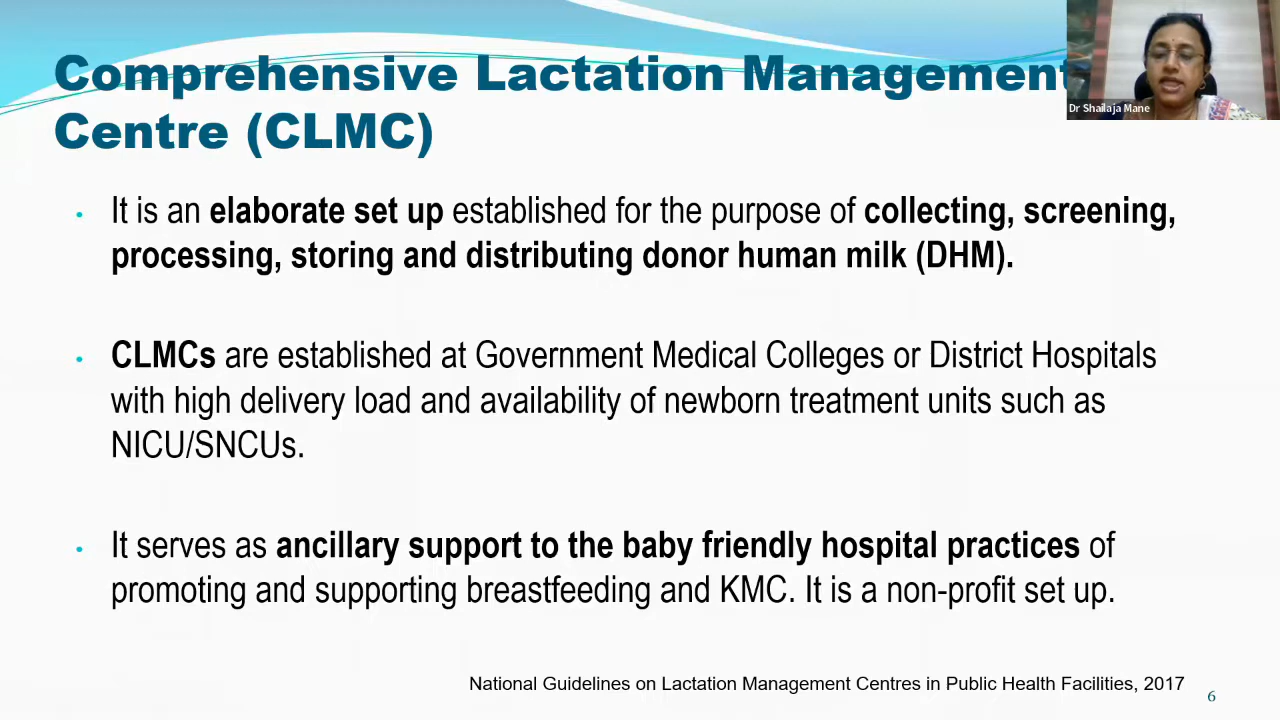 Comprehensive Lactation Management
Centre (CLMC)
Dr Shailaja Mane
• It is an elaborate set up established for the purpose of collecting, screening,
processing, storing and distributing donor human milk (DHM).
• CLMCs are established at Government Medical Colleges or District Hospitals
with high delivery load and availability of newborn treatment units such as
NICU/SNCUs.
• It serves as ancillary support to the baby friendly hospital practices of
promoting and supporting breastfeeding and KMC. It is a non-profit set up.
National Guidelines on Lactation Management Centres in Public Health Facilities, 2017
6